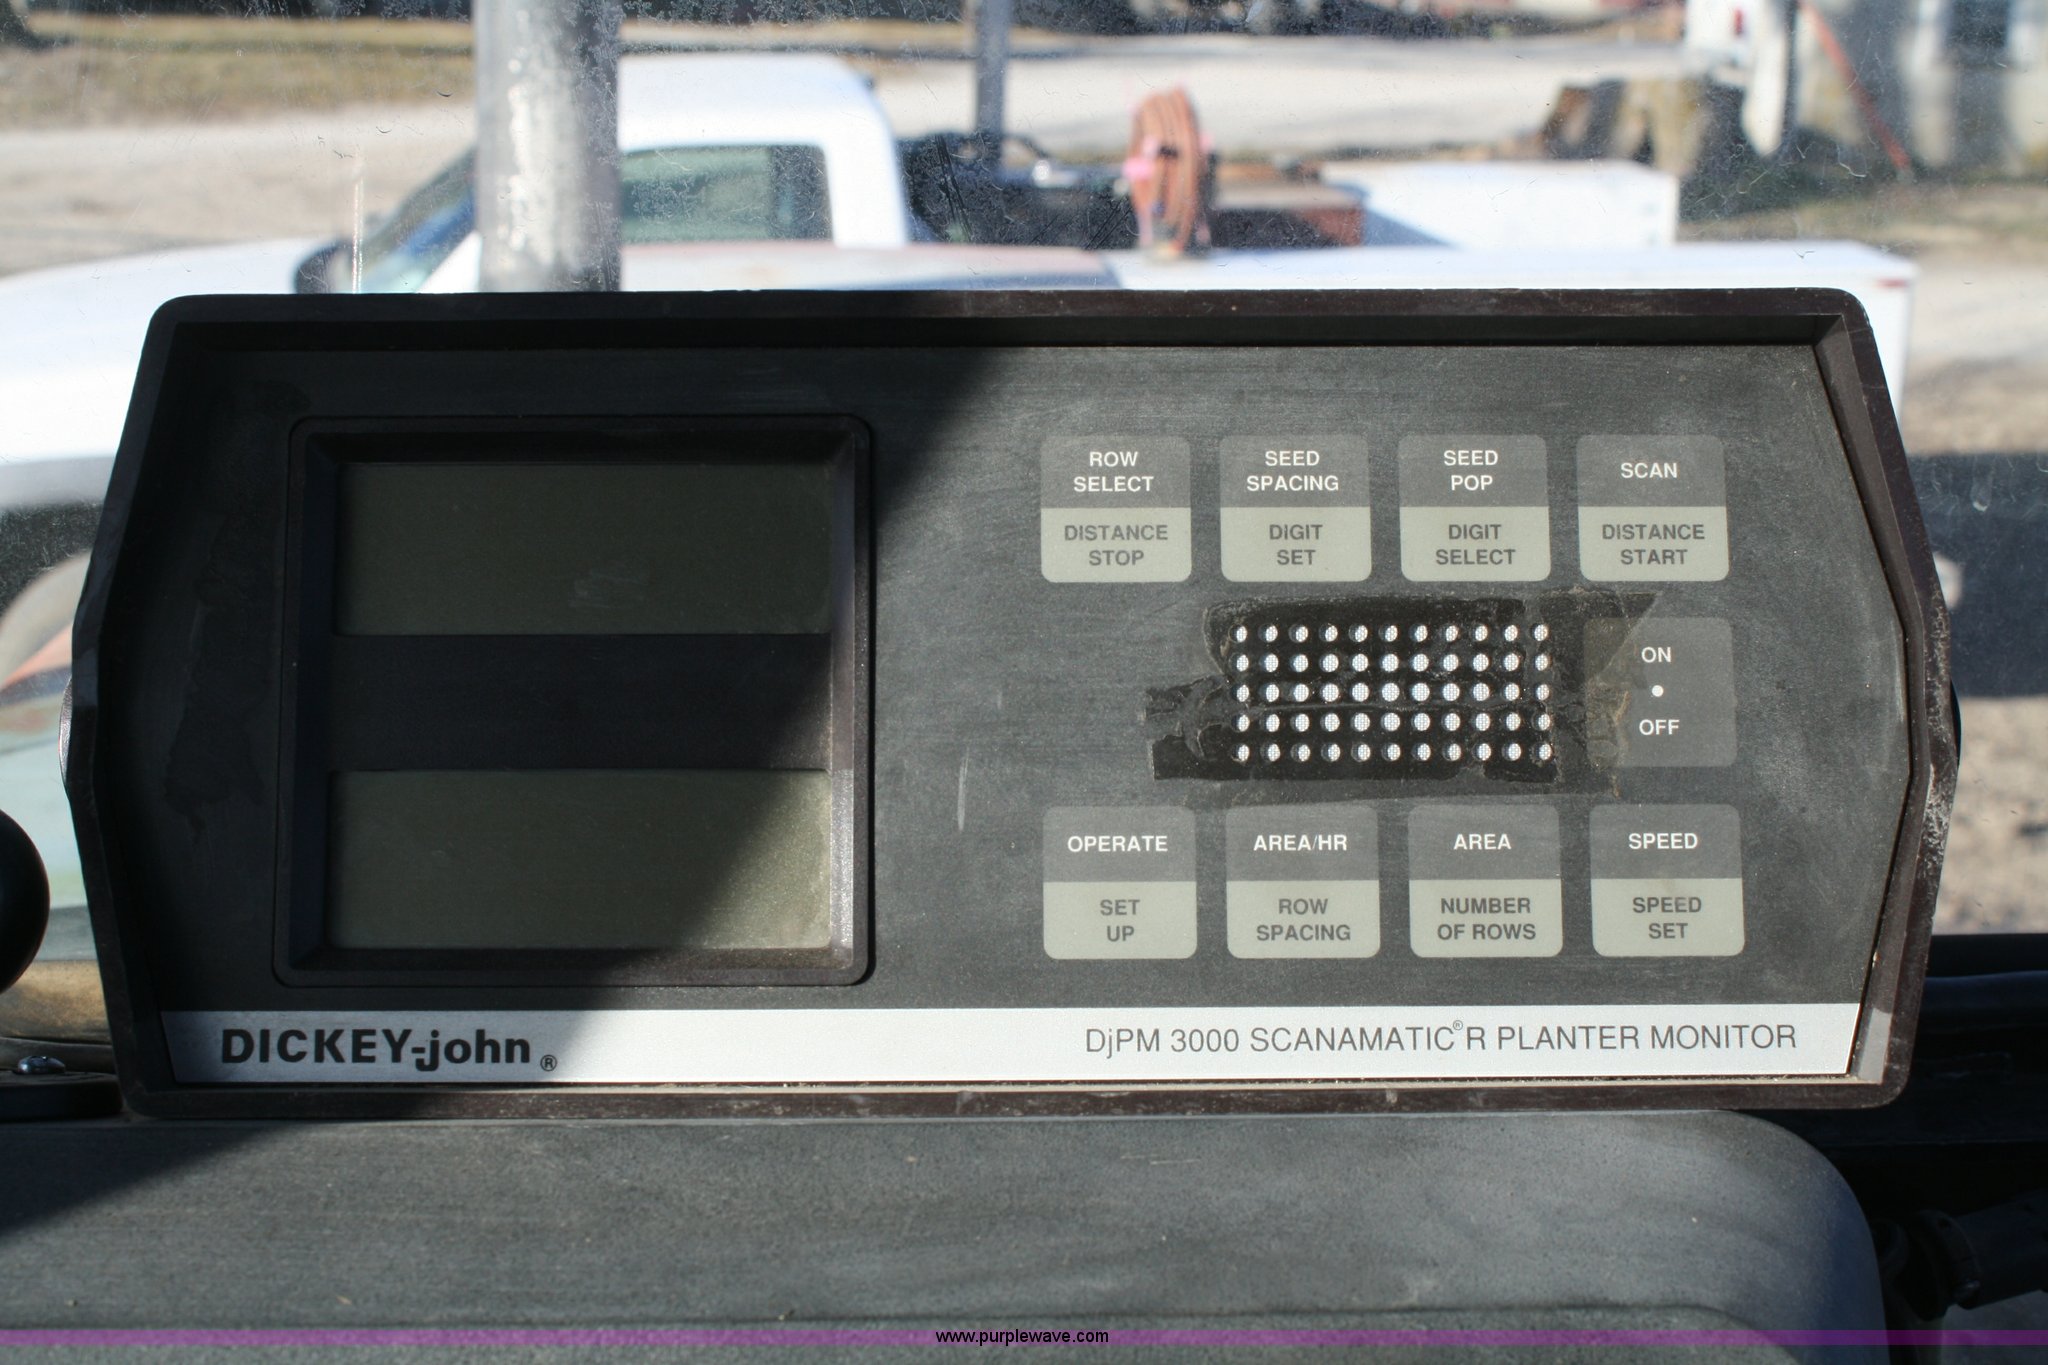 ROW
SELECT
DISTANCE
STOP
SEED
SPACING
DIGIT
SET
SEED
POP
DIGIT
SELECT
SCAN
DISTANCE
START
ON
OFF
OPERATE
SET
UP
AREA/HR
ROW
SPACING
AREA
NUMBER
OF ROWS
SPEED
SPEED
SET
DICKEY-john®
DjPM 3000 SCANAMATIC® R PLANTER MONITOR
www.purplewave.com